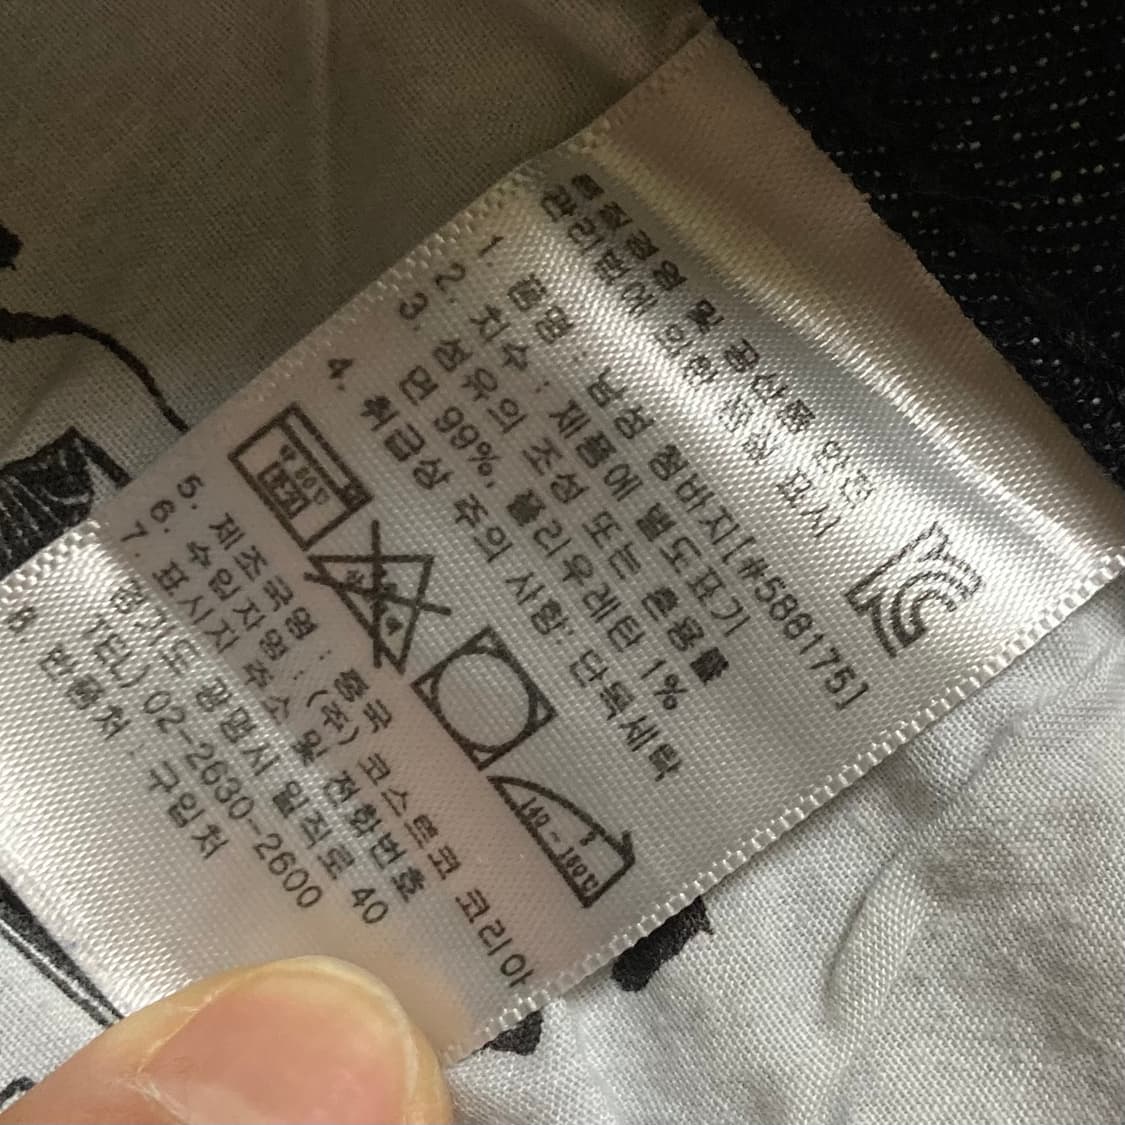 품질경영 및 공산품 안전
관리법에 의한 품질 표시
1. 품명 : 남성 청바지[#588175]
2. 치수 : 제품에 별도표기
3. 섬유의 조성 또는 혼용률
면 99%, 폴리우레탄 1%
4. 취급상 주의 사항: 단독세탁
140~160℃
5. 제조국명 : 중국
6. 수입자명 : (주) 코스트코 코리아
7. 표시자 주소 및 전화번호
경기도 광명시 일직로 40
TEL) 02-2630-2600
8. 반품처 : 구입처